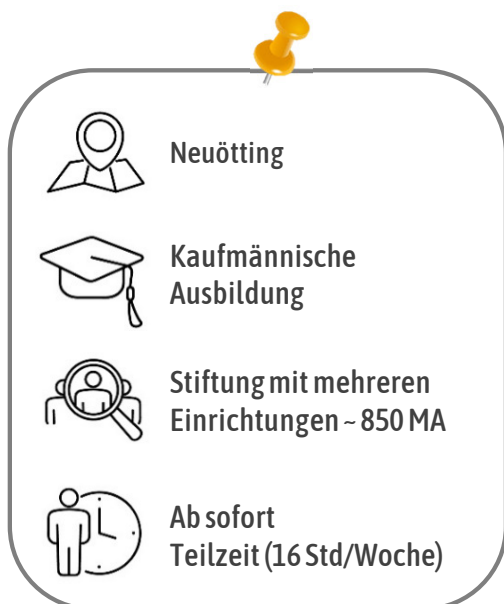 Neuötting
Kaufmännische
Ausbildung
Stiftung mit mehreren
Einrichtungen ~ 850 MA
Ab sofort
Teilzeit (16 Std/Woche)